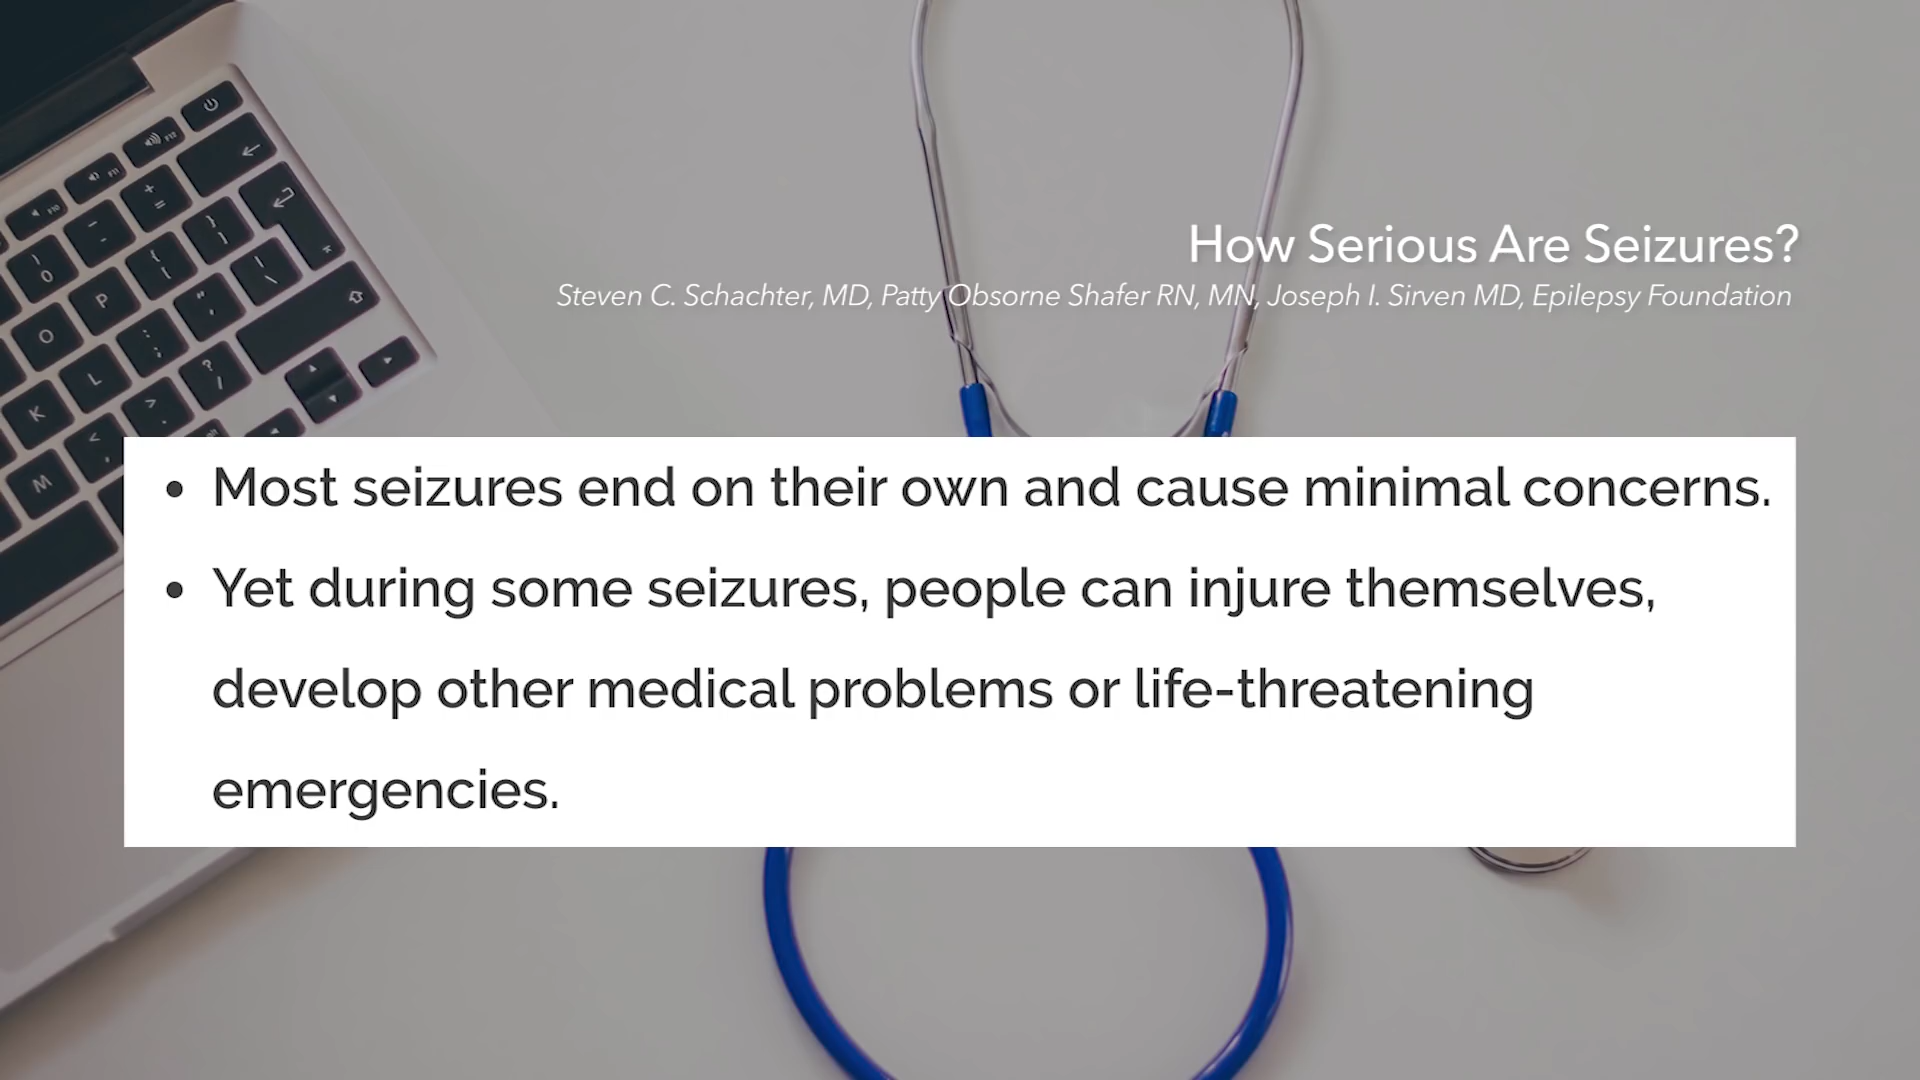 How Serious Are Seizures?
Steven C. Schachter, MD, Patty Obsorne Shafer RN, MN, Joseph I. Sirven MD, Epilepsy Foundation
• Most seizures end on their own and cause minimal concerns.
• Yet during some seizures, people can injure themselves,
develop other medical problems or life-threatening
emergencies.